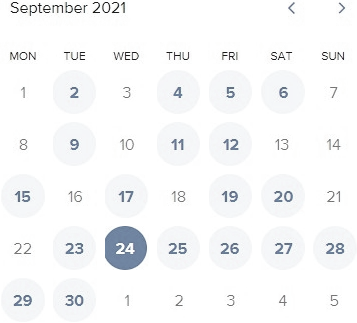 September 2021
MON TUE WED THU FRI SAT SUN
1 2 3 4 5 6 7
8 9 10 11 12 13 14
15 16 17 18 19 20 21
22 23 24 25 26 27 28
29 30 1 2 3 4 5